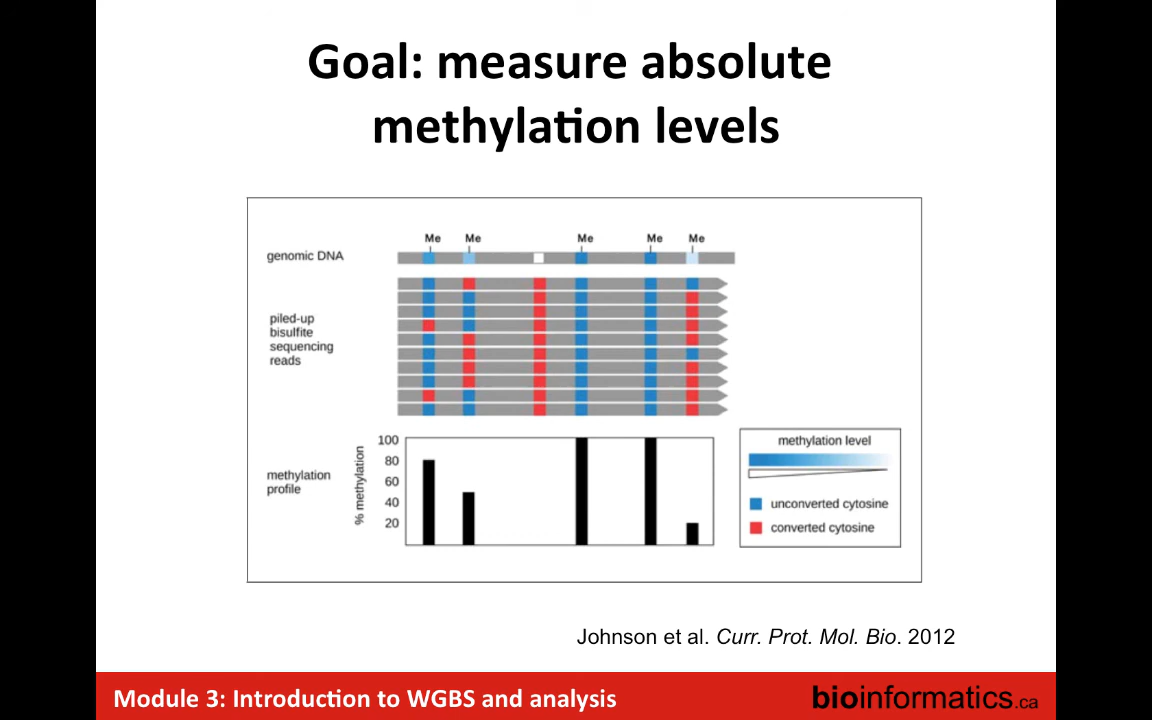 Goal: measure absolute
methylation levels
Me Me Me Me Me
genomic DNA
piled-up
bisulfite
sequencing
reads
methylation
profile
% methylation
100
80
60
40
20
methylation level
unconverted cytosine
converted cytosine
Johnson et al. Curr. Prot. Mol. Bio. 2012
Module 3: Introduction to WGBS and analysis
bioinformatics.ca